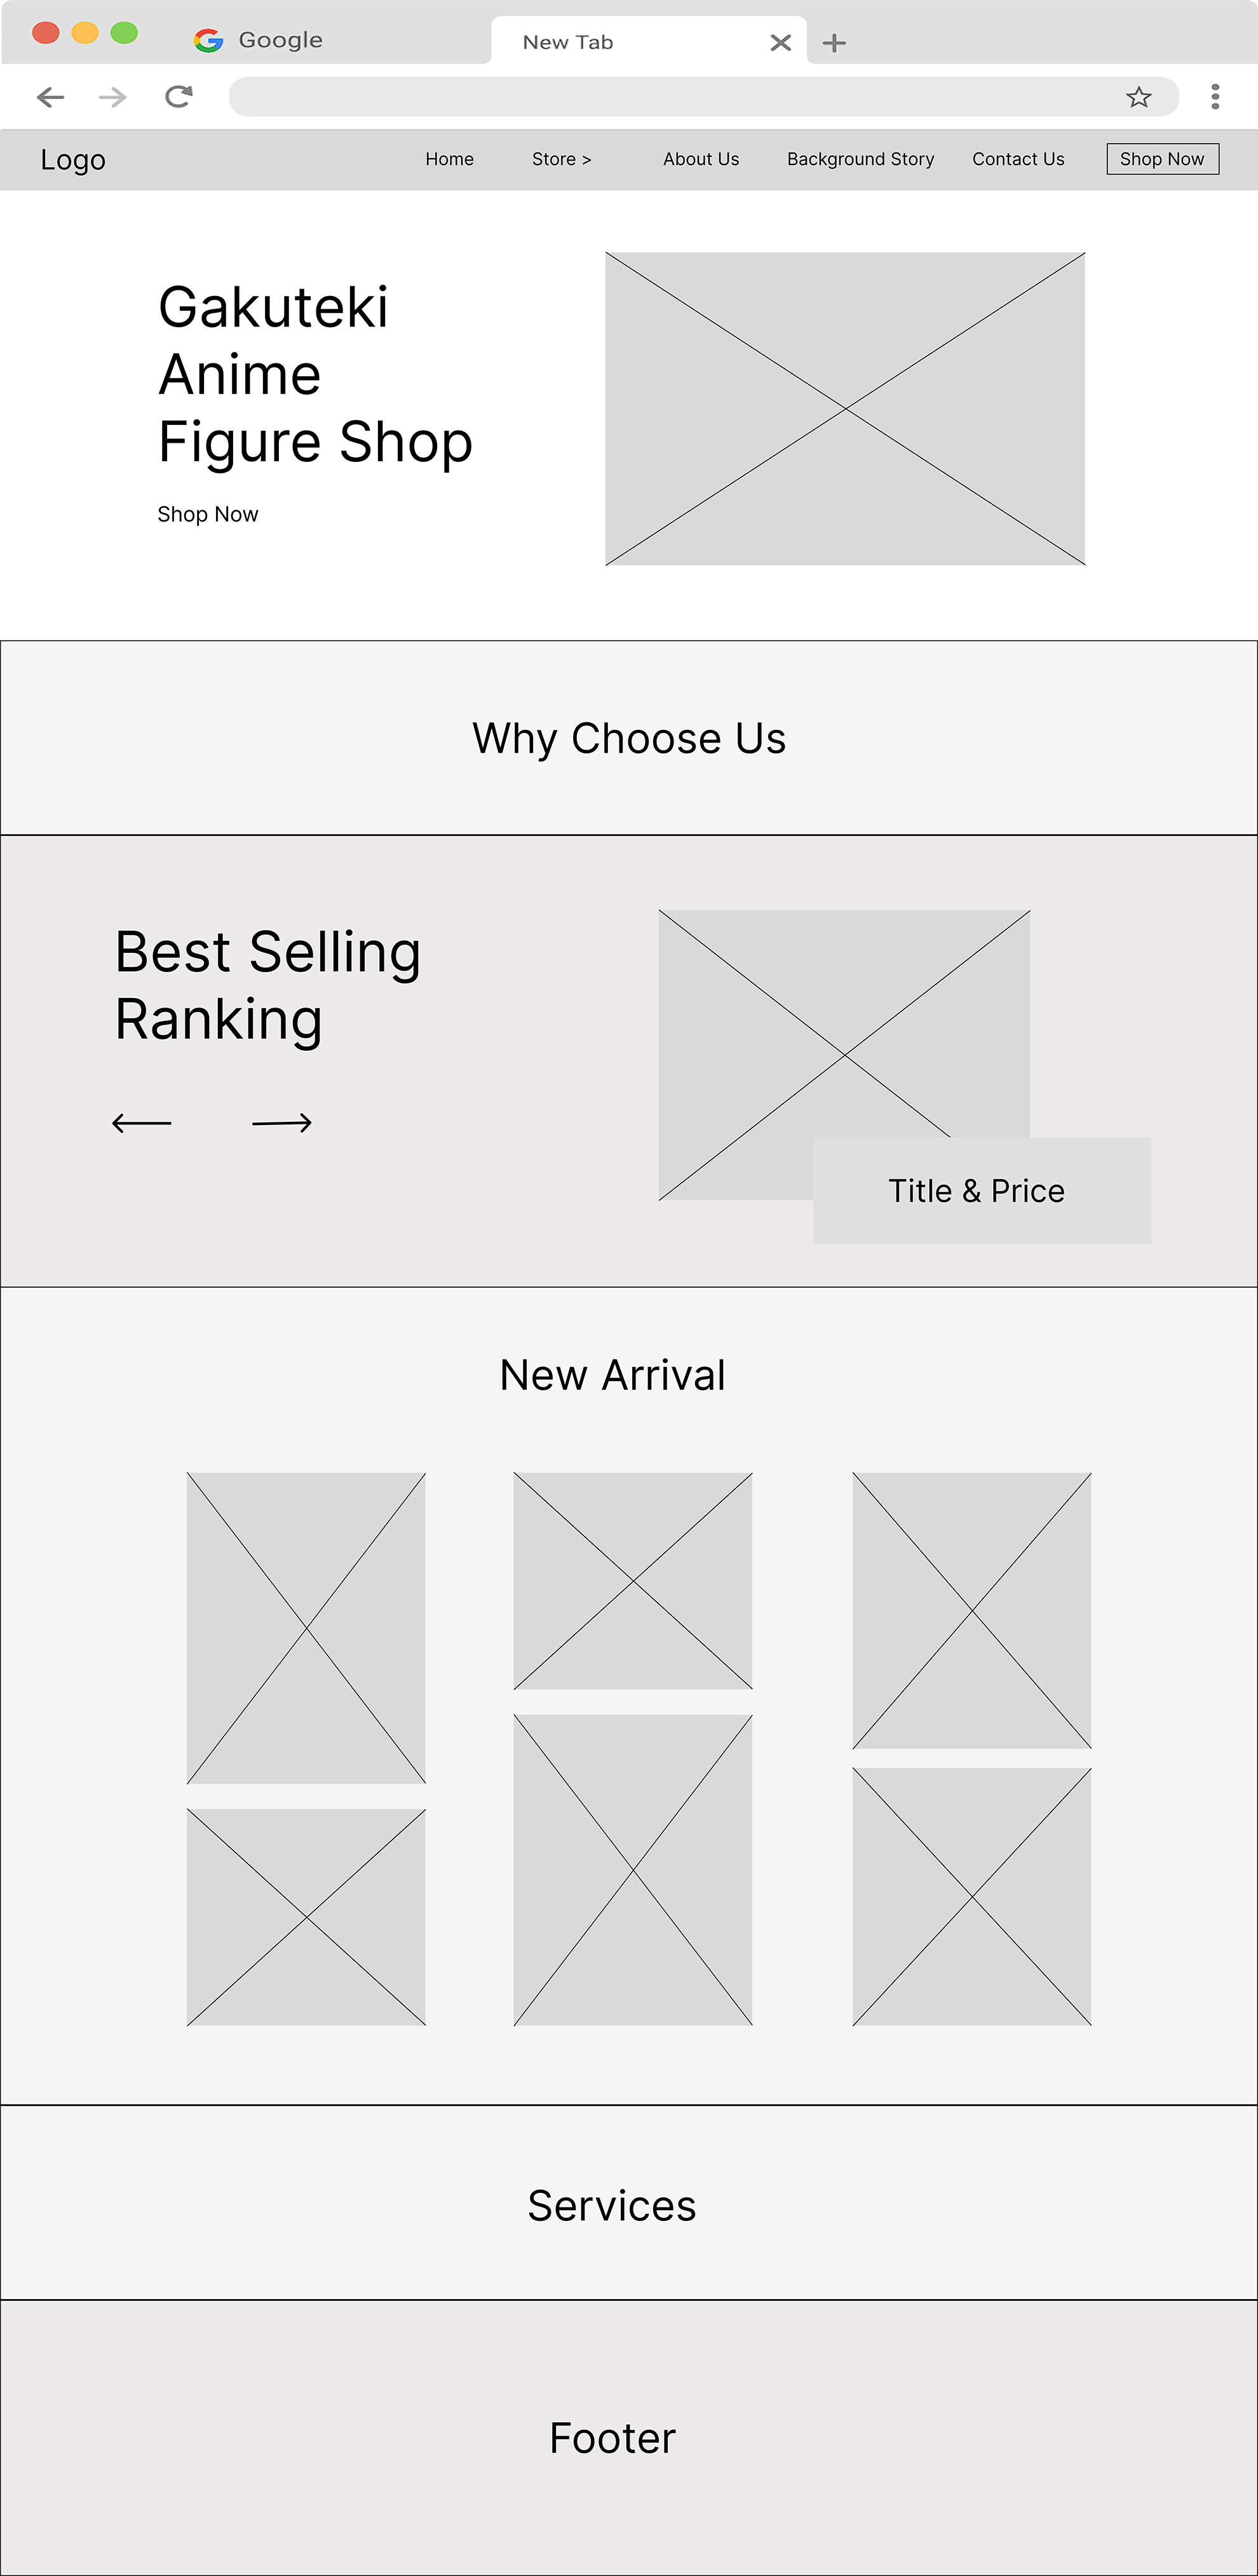 Google
New Tab
Logo
Home
Store >
About Us
Background Story
Contact Us
Shop Now
Gakuteki
Anime
Figure Shop
Shop Now
Why Choose Us
Best Selling
Ranking
Title & Price
New Arrival
Services
Footer